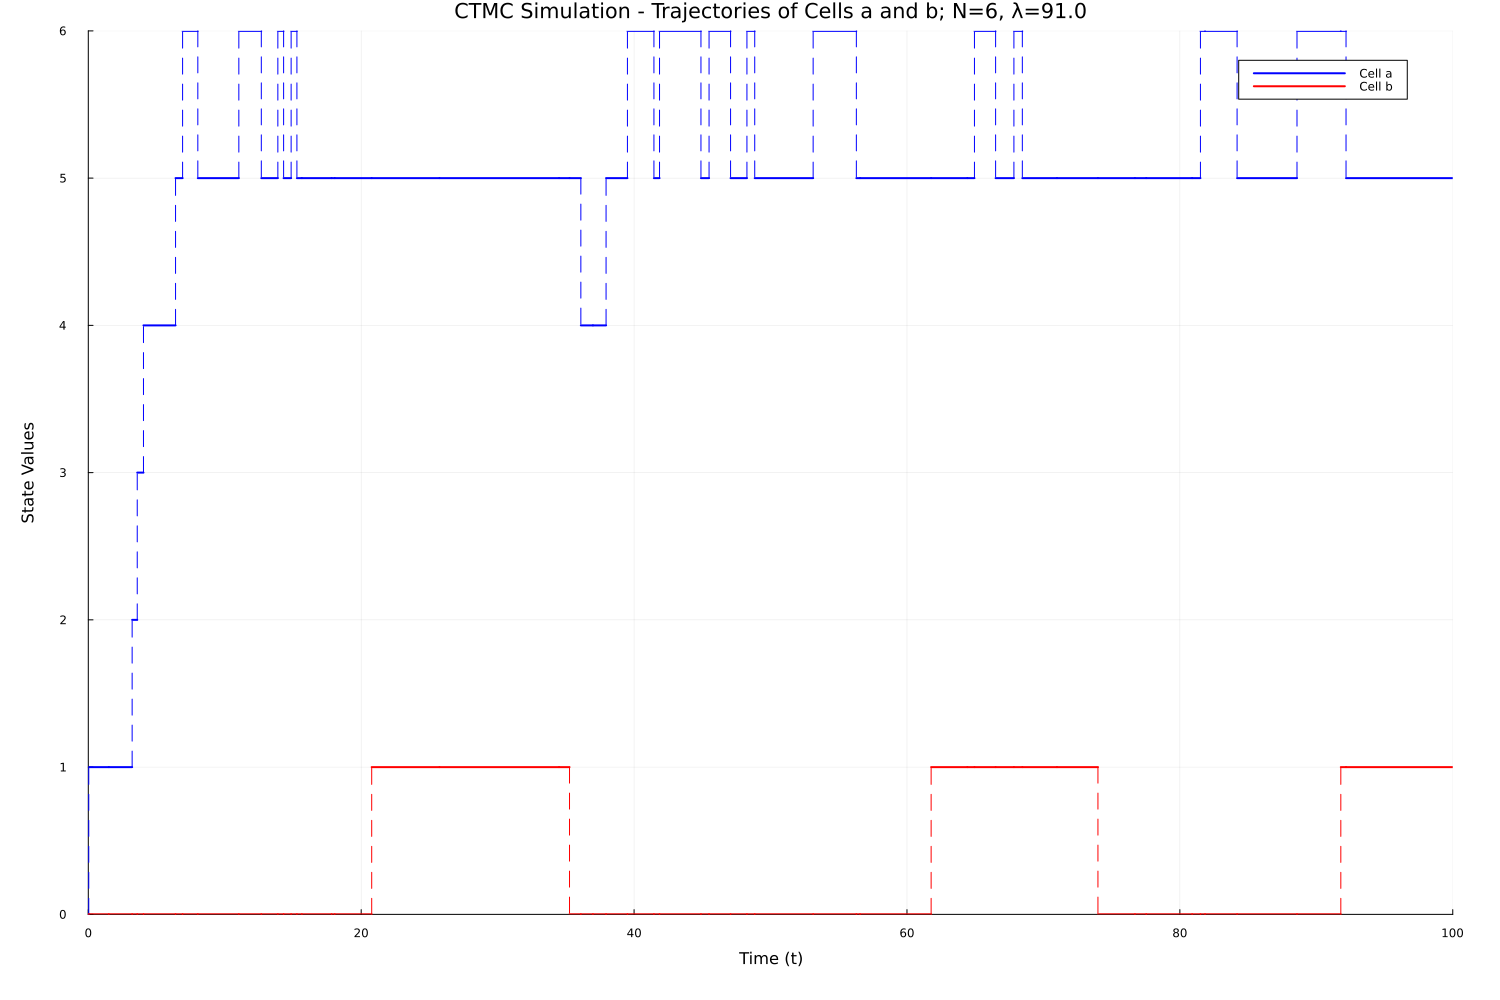 CTMC Simulation - Trajectories of Cells a and b; N=6, λ=91.0
6
Cell a
Cell b
5
4
State Values
3
2
1
0
0 20 40 60 80 100
Time (t)